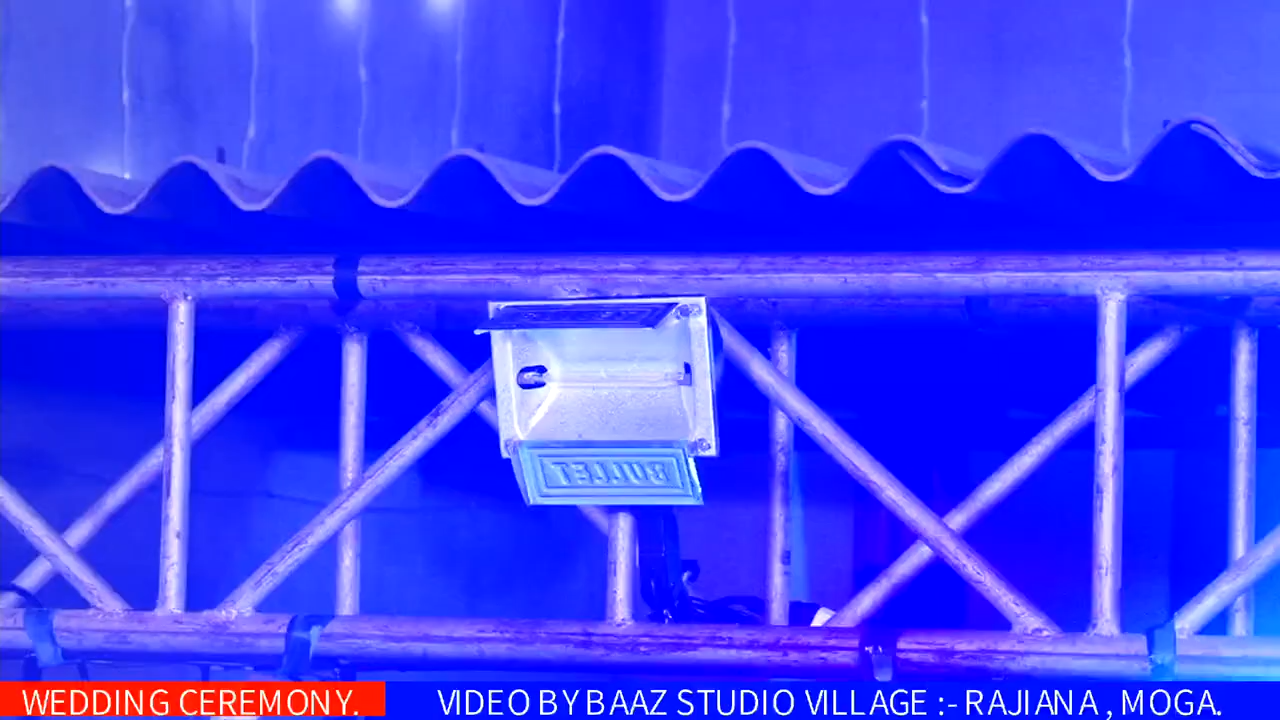 BULLET
WEDDING CEREMONY. VIDEO BY BAAZ STUDIO VILLAGE :- RAJIANA , MOGA.